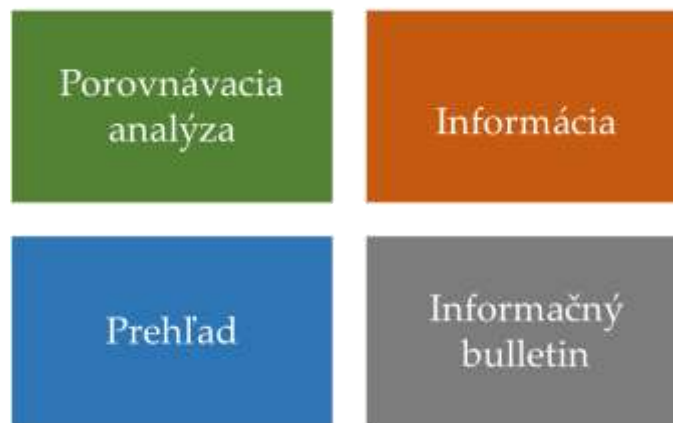 Porovnávacia
analýza
Informácia
Prehľad
Informačný
bulletin